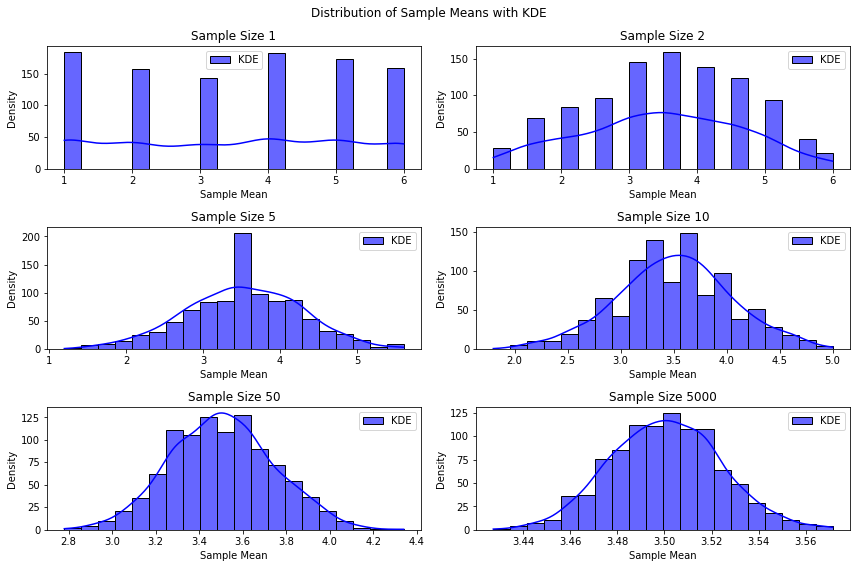 Distribution of Sample Means with KDE
Sample Size 1
KDE
Density
150
100
50
0
1 2 3 4 5 6
Sample Mean
Sample Size 2
KDE
Density
150
100
50
0
1 2 3 4 5 6
Sample Mean
Sample Size 5
KDE
Density
200
150
100
50
0
1 2 3 4 5
Sample Mean
Sample Size 10
KDE
Density
150
100
50
0
2.0 2.5 3.0 3.5 4.0 4.5 5.0
Sample Mean
Sample Size 50
KDE
Density
125
100
75
50
25
0
2.8 3.0 3.2 3.4 3.6 3.8 4.0 4.2 4.4
Sample Mean
Sample Size 5000
KDE
Density
125
100
75
50
25
0
3.44 3.46 3.48 3.50 3.52 3.54 3.56
Sample Mean